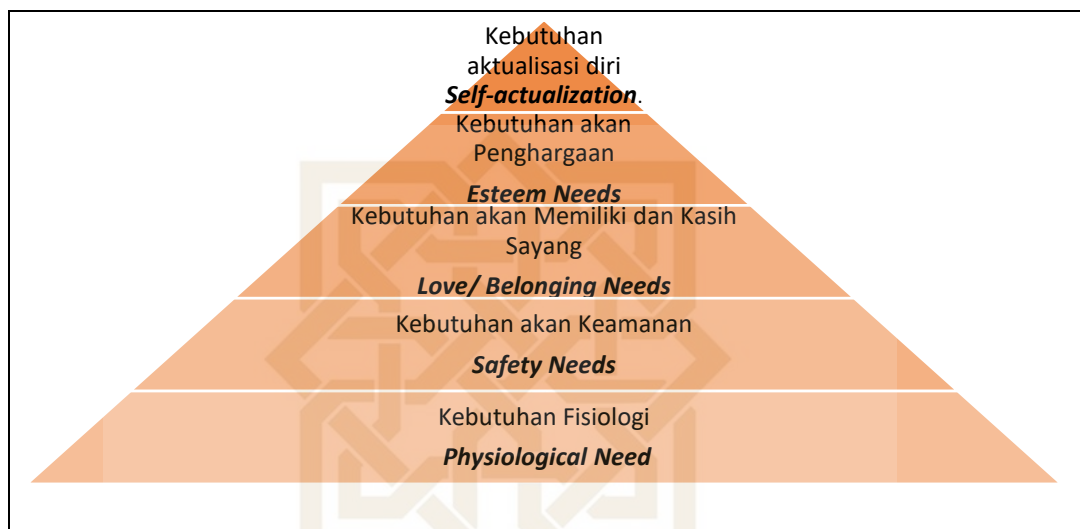 Kebutuhan
aktualisasi diri
Self-actualization.
Kebutuhan akan
Penghargaan
Esteem Needs
Kebutuhan akan Memiliki dan Kasih
Sayang
Love/ Belonging Needs
Kebutuhan akan Keamanan
Safety Needs
Kebutuhan Fisiologi
Physiological Need